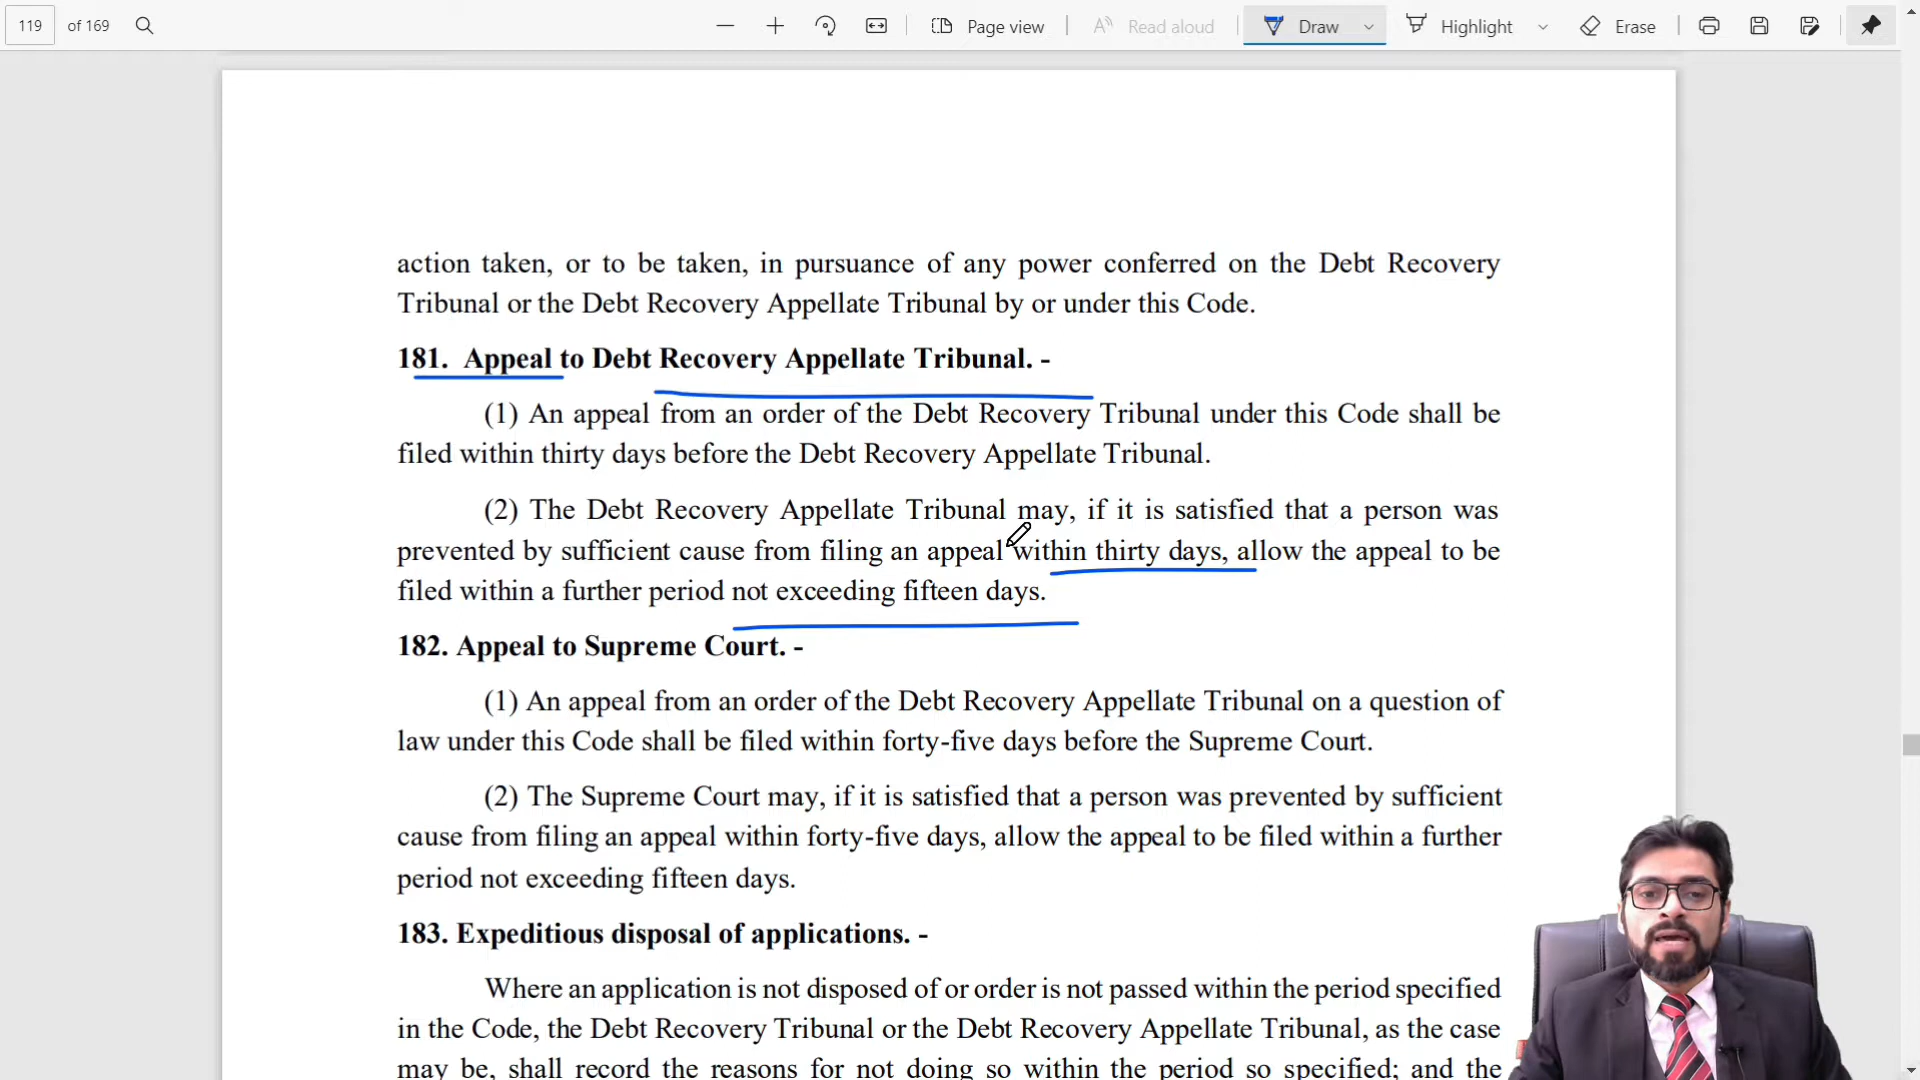 119 of 169 Page view Read aloud Draw Highlight Erase
action taken, or to be taken, in pursuance of any power conferred on the Debt Recovery
Tribunal or the Debt Recovery Appellate Tribunal by or under this Code.
181. Appeal to Debt Recovery Appellate Tribunal. -
(1) An appeal from an order of the Debt Recovery Tribunal under this Code shall be
filed within thirty days before the Debt Recovery Appellate Tribunal.
(2) The Debt Recovery Appellate Tribunal may, if it is satisfied that a person was
prevented by sufficient cause from filing an appeal within thirty days, allow the appeal to be
filed within a further period not exceeding fifteen days.
182. Appeal to Supreme Court. -
(1) An appeal from an order of the Debt Recovery Appellate Tribunal on a question of
law under this Code shall be filed within forty-five days before the Supreme Court.
(2) The Supreme Court may, if it is satisfied that a person was prevented by sufficient
cause from filing an appeal within forty-five days, allow the appeal to be filed within a further
period not exceeding fifteen days.
183. Expeditious disposal of applications. -
Where an application is not disposed of or order is not passed within the period specified
in the Code, the Debt Recovery Tribunal or the Debt Recovery Appellate Tribunal, as the case
may be, shall record the reasons for not doing so within the period so specified; and the